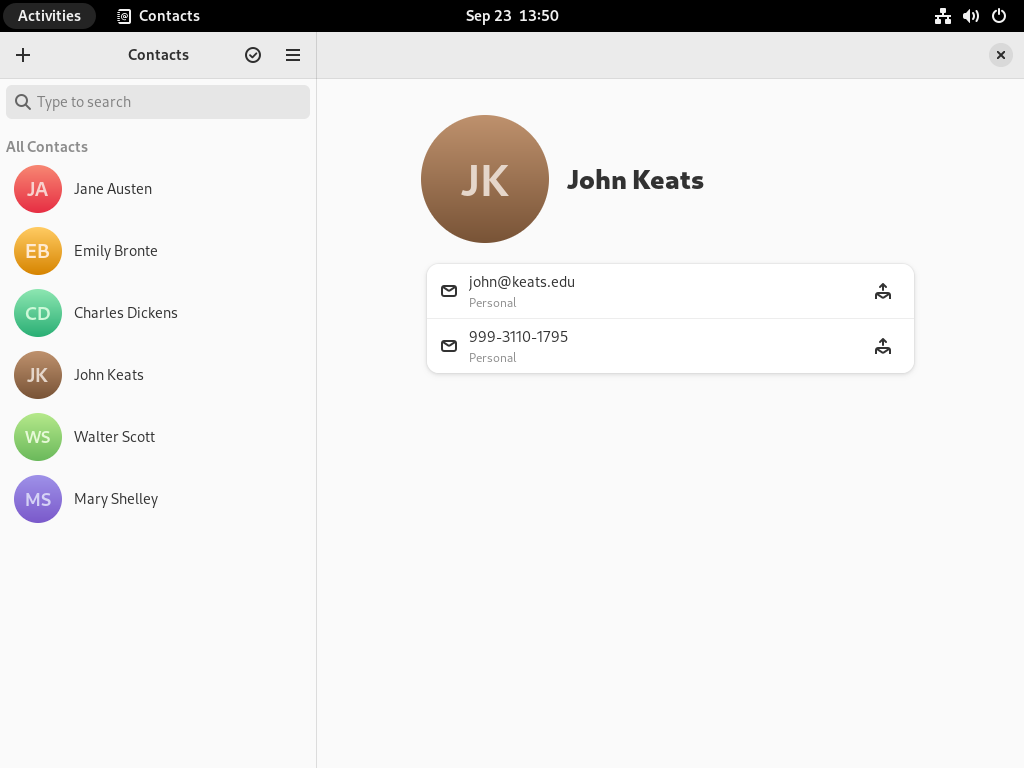 Activities
Contacts
Sep 23 13:50
Contacts
Type to search
All Contacts
JA Jane Austen
EB Emily Bronte
CD Charles Dickens
JK John Keats
WS Walter Scott
MS Mary Shelley
JK John Keats
john@keats.edu
Personal
999-3110-1795
Personal